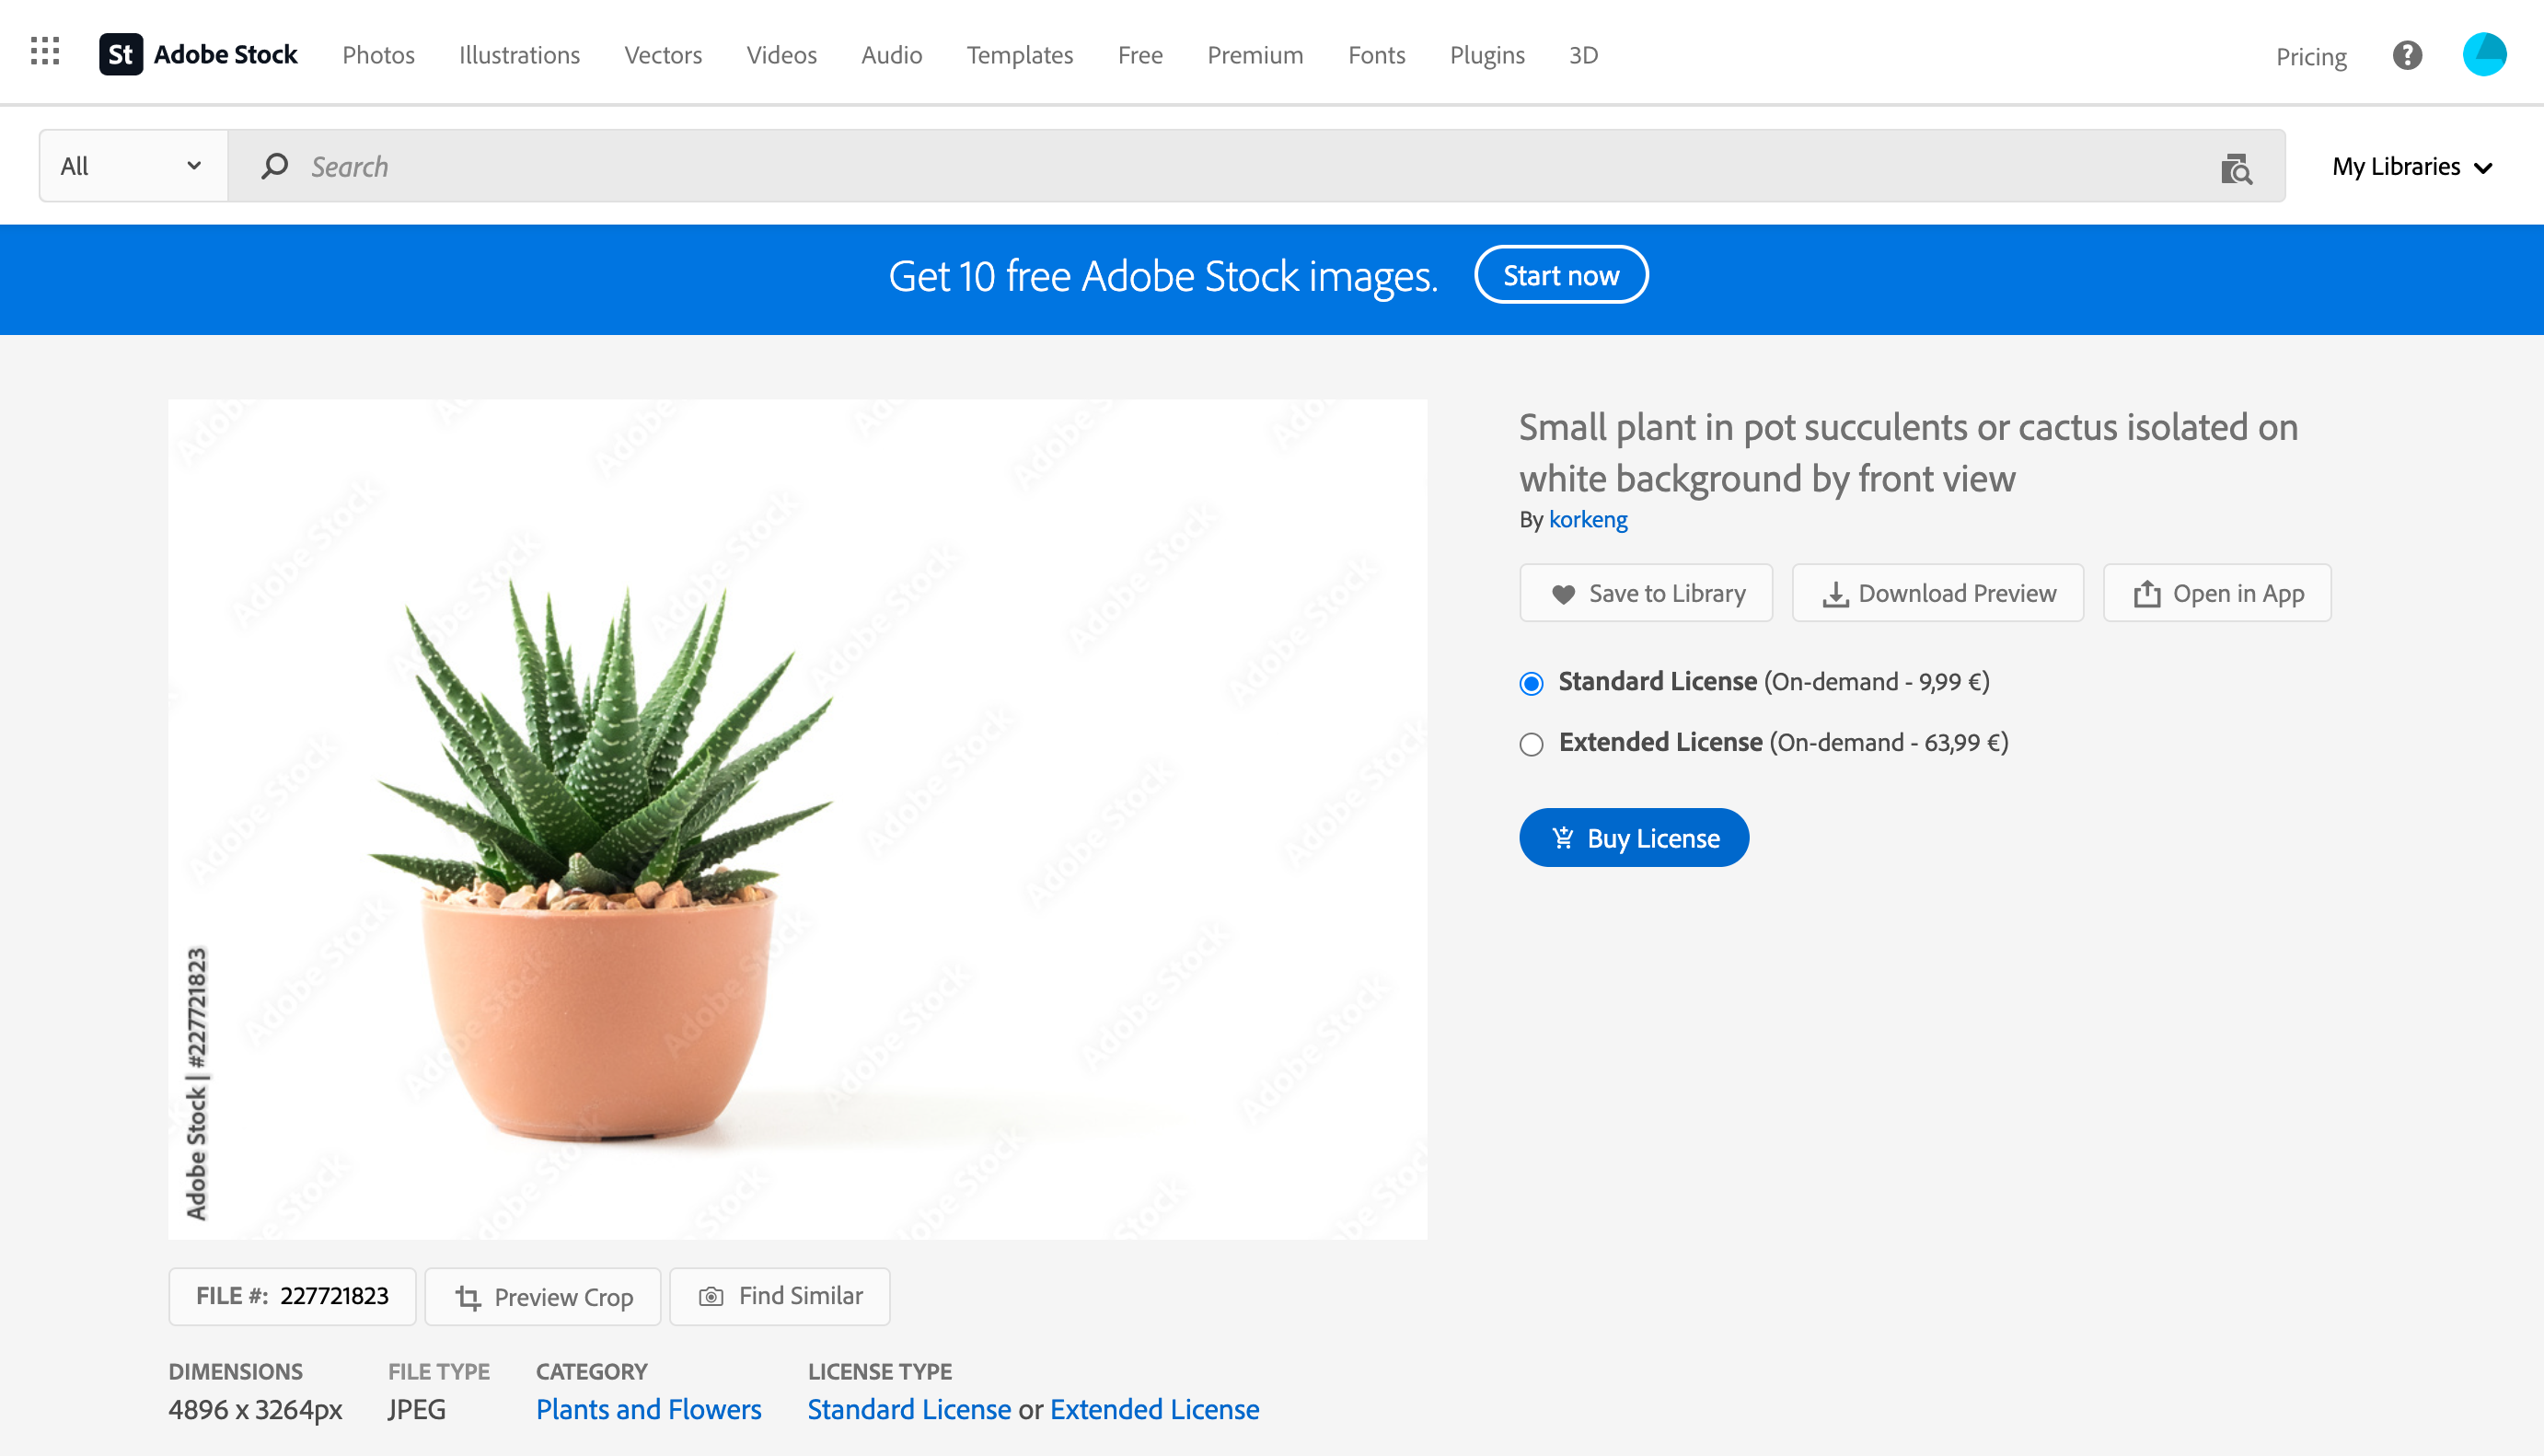 St Adobe Stock Photos Illustrations Vectors Videos Audio Templates Free Premium Fonts Plugins 3D Pricing ?
All Search My Libraries
Get 10 free Adobe Stock images. Start now
Small plant in pot succulents or cactus isolated on
white background by front view
By korkeng
Save to Library Download Preview Open in App
Standard License (On-demand - 9,99 €)
Extended License (On-demand - 63,99 €)
Buy License
Adobe Stock
Adobe Stock | #227721823
FILE #: 227721823 Preview Crop Find Similar
DIMENSIONS FILE TYPE CATEGORY LICENSE TYPE
4896 x 3264px JPEG Plants and Flowers Standard License or Extended License